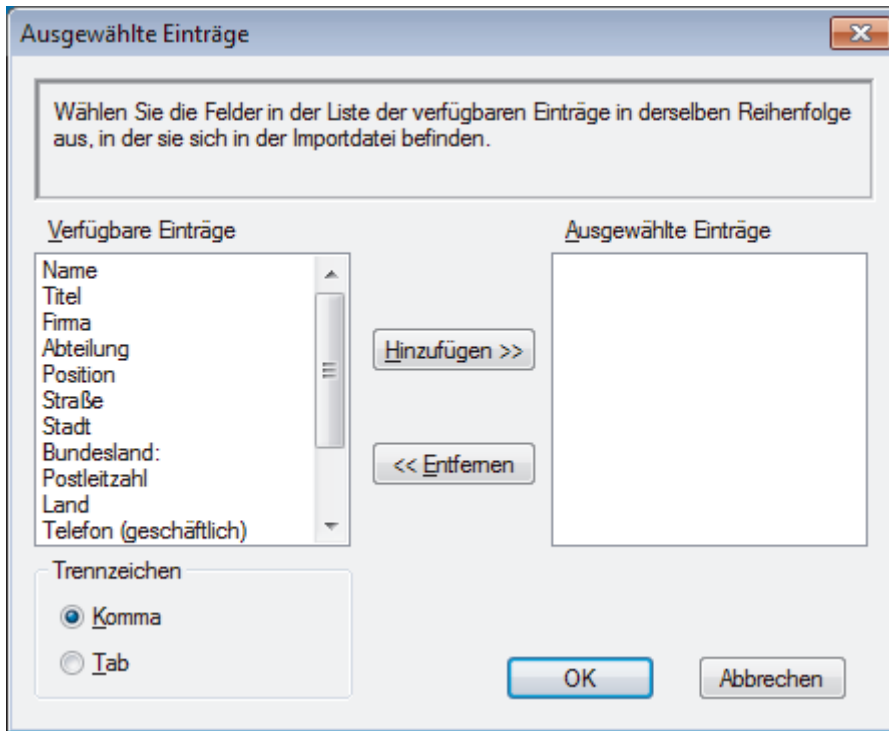 Ausgewählte Einträge
Wählen Sie die Felder in der Liste der verfügbaren Einträge in derselben Reihenfolge
aus, in der sie sich in der Importdatei befinden.
Verfügbare Einträge
Ausgewählte Einträge
Name
Titel
Firma
Abteilung
Position
Straße
Stadt
Bundesland:
Postleitzahl
Land
Telefon (geschäftlich)
Hinzufügen >>
<< Entfernen
Trennzeichen
Komma
Tab
OK
Abbrechen